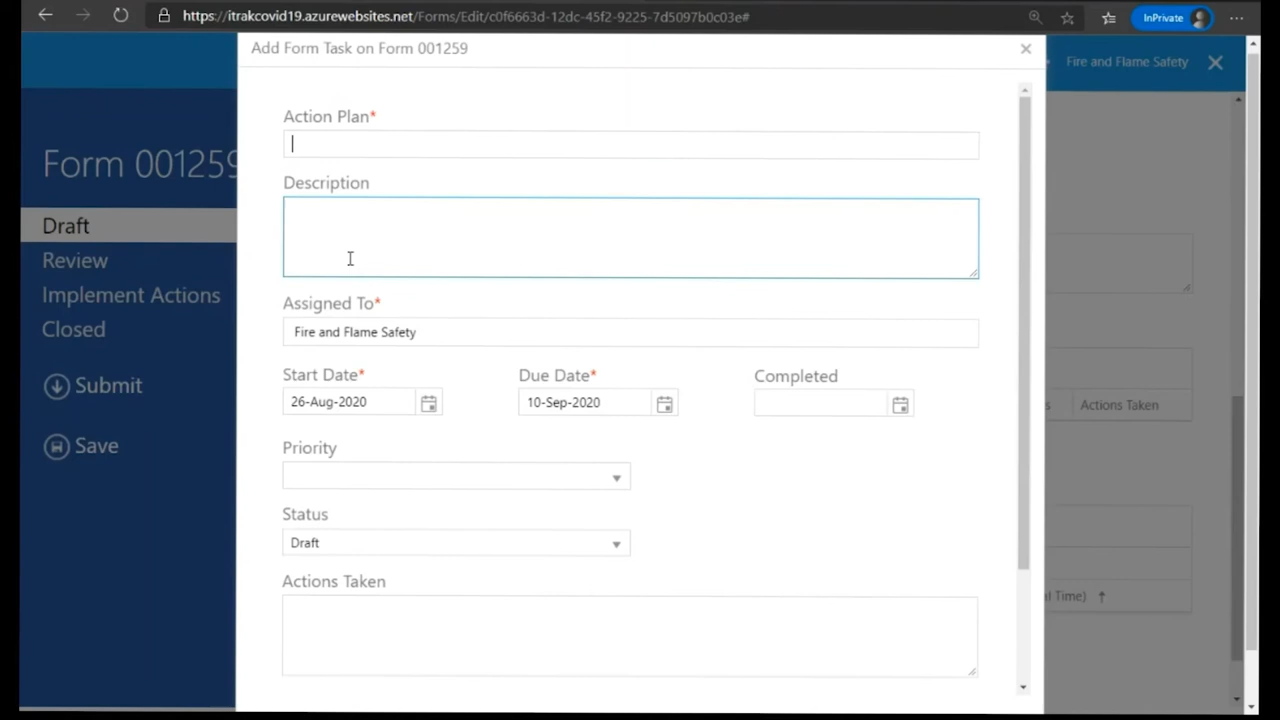 https://itrakcovid19.azurewebsites.net/Forms/Edit/c0f6663d-12dc-45f2-9225-7d5097b0c03e#
InPrivate
Add Form Task on Form 001259
Fire and Flame Safety
Form 001259
Draft
Review
Implement Actions
Closed
Submit
Save
Action Plan*
Description
Assigned To*
Fire and Flame Safety
Start Date*
Due Date*
Completed
26-Aug-2020
10-Sep-2020
Priority
Status
Draft
Actions Taken
s
Actions Taken
l Time)